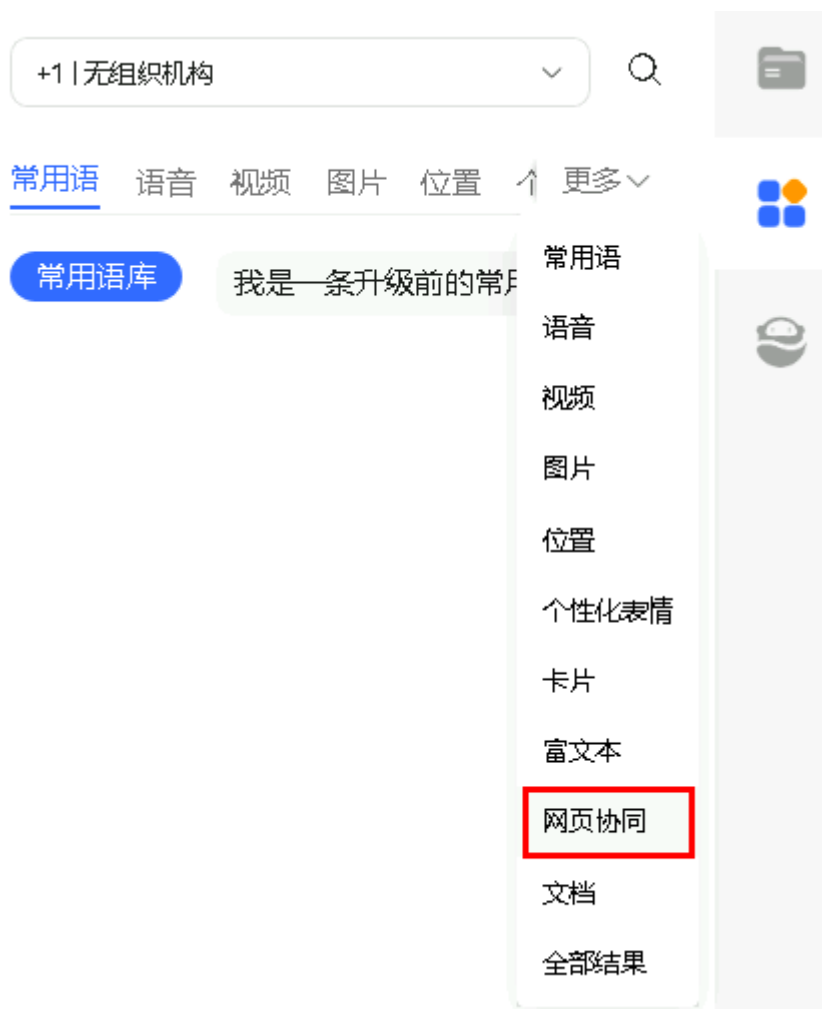 +1 | 无组织机构
常用语 语音 视频 图片 位置 更多
常用语库 我是一条升级前的常
常用语
语音
视频
图片
位置
个性化表情
卡片
富文本
网页协同
文档
全部结果